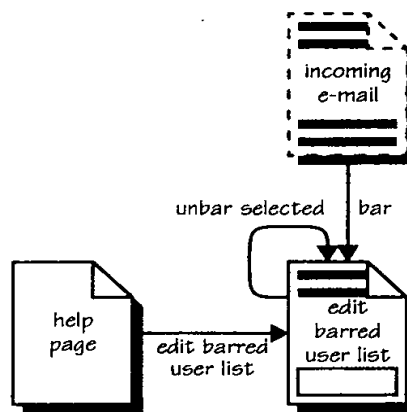 incoming
e-mail
unbar selected
bar
help
page
edit barred
user list
edit
barred
user list